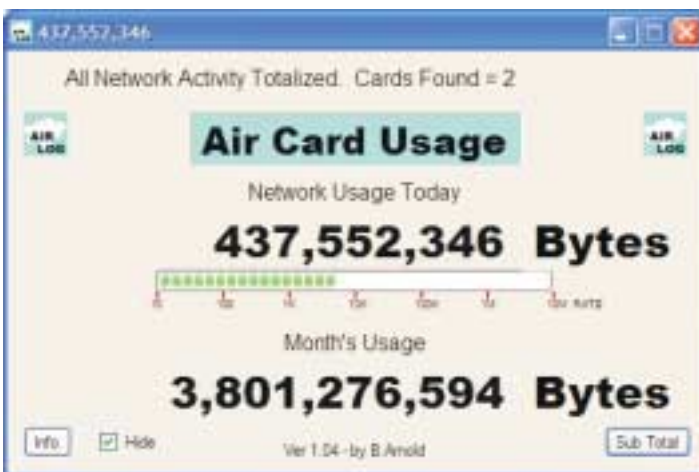 437,552,346
All Network Activity Totalized. Cards Found = 2
AIR LOG
Air Card Usage
AIR LOG
Network Usage Today
437,552,346 Bytes
RATE
Month's Usage
3,801,276,594 Bytes
Info
Hide
Ver 1.04 - by B Arnold
Sub Total